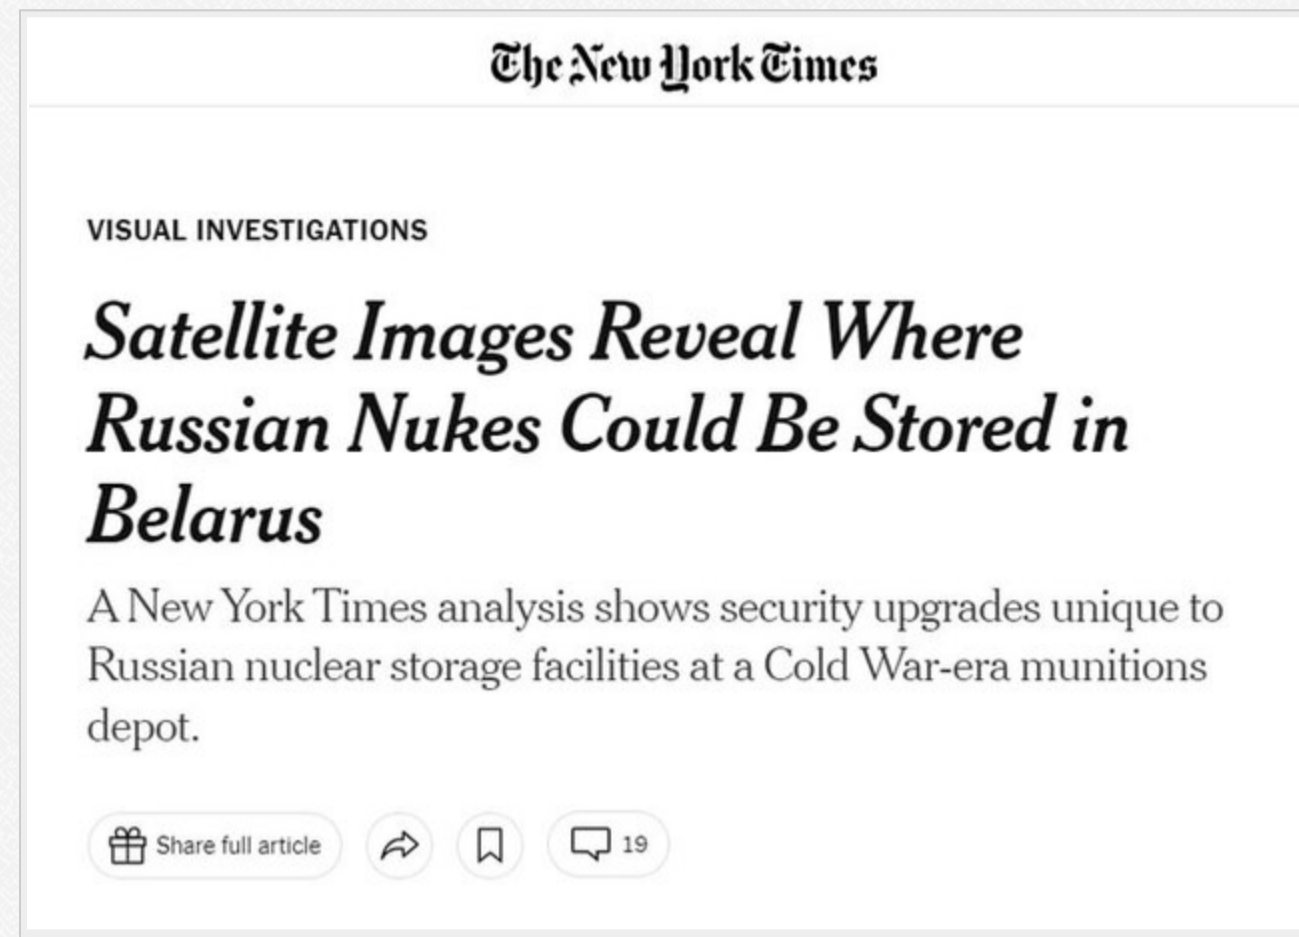 The New York Times
VISUAL INVESTIGATIONS
Satellite Images Reveal Where
Russian Nukes Could Be Stored in
Belarus
A New York Times analysis shows security upgrades unique to
Russian nuclear storage facilities at a Cold War-era munitions
depot.
Share full article
19